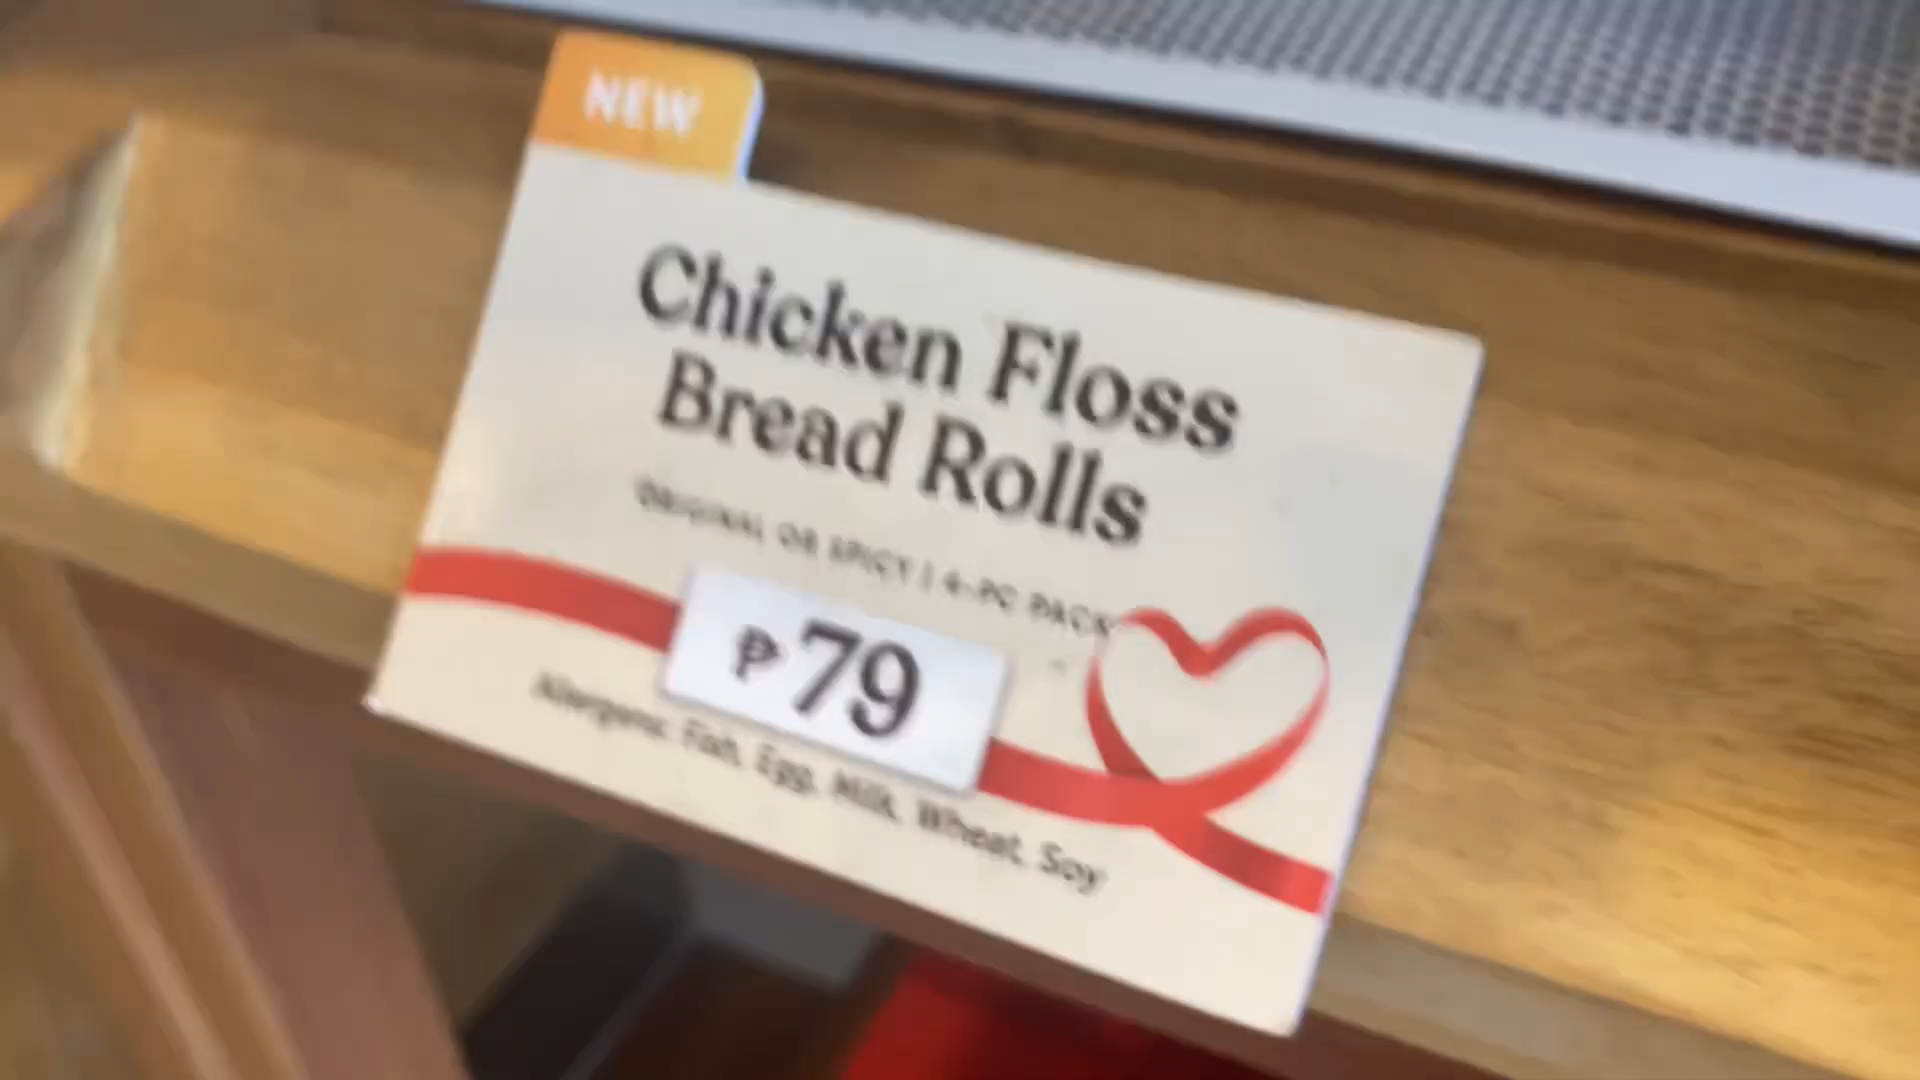 NEW
Chicken Floss
Bread Rolls
ORIGINAL OR SPICY | 4-PC PACK
₱79
Allergens: Fish, Egg, Milk, Wheat, Soy